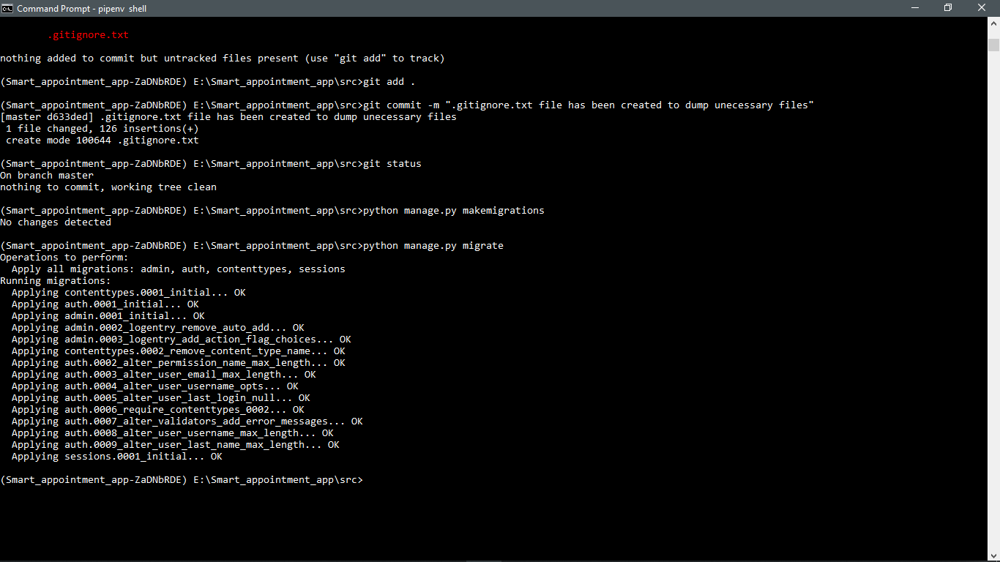 Command Prompt - pipenv  shell
.gitignore.txt
nothing added to commit but untracked files present (use "git add" to track)
(Smart_appointment_app-ZaDNbRDE) E:\Smart_appointment_app\src>git add .
(Smart_appointment_app-ZaDNbRDE) E:\Smart_appointment_app\src>git commit -m ".gitignore.txt file has been created to dump unecessary files"
[master d633ded] .gitignore.txt file has been created to dump unecessary files
 1 file changed, 126 insertions(+)
 create mode 100644 .gitignore.txt
(Smart_appointment_app-ZaDNbRDE) E:\Smart_appointment_app\src>git status
On branch master
nothing to commit, working tree clean
(Smart_appointment_app-ZaDNbRDE) E:\Smart_appointment_app\src>python manage.py makemigrations
No changes detected
(Smart_appointment_app-ZaDNbRDE) E:\Smart_appointment_app\src>python manage.py migrate
Operations to perform:
  Apply all migrations: admin, auth, contenttypes, sessions
Running migrations:
  Applying contenttypes.0001_initial... OK
  Applying auth.0001_initial... OK
  Applying admin.0001_initial... OK
  Applying admin.0002_logentry_remove_auto_add... OK
  Applying admin.0003_logentry_add_action_flag_choices... OK
  Applying contenttypes.0002_remove_content_type_name... OK
  Applying auth.0002_alter_permission_name_max_length... OK
  Applying auth.0003_alter_user_email_max_length... OK
  Applying auth.0004_alter_user_username_opts... OK
  Applying auth.0005_alter_user_last_login_null... OK
  Applying auth.0006_require_contenttypes_0002... OK
  Applying auth.0007_alter_validators_add_error_messages... OK
  Applying auth.0008_alter_user_username_max_length... OK
  Applying auth.0009_alter_user_last_name_max_length... OK
  Applying sessions.0001_initial... OK
(Smart_appointment_app-ZaDNbRDE) E:\Smart_appointment_app\src>